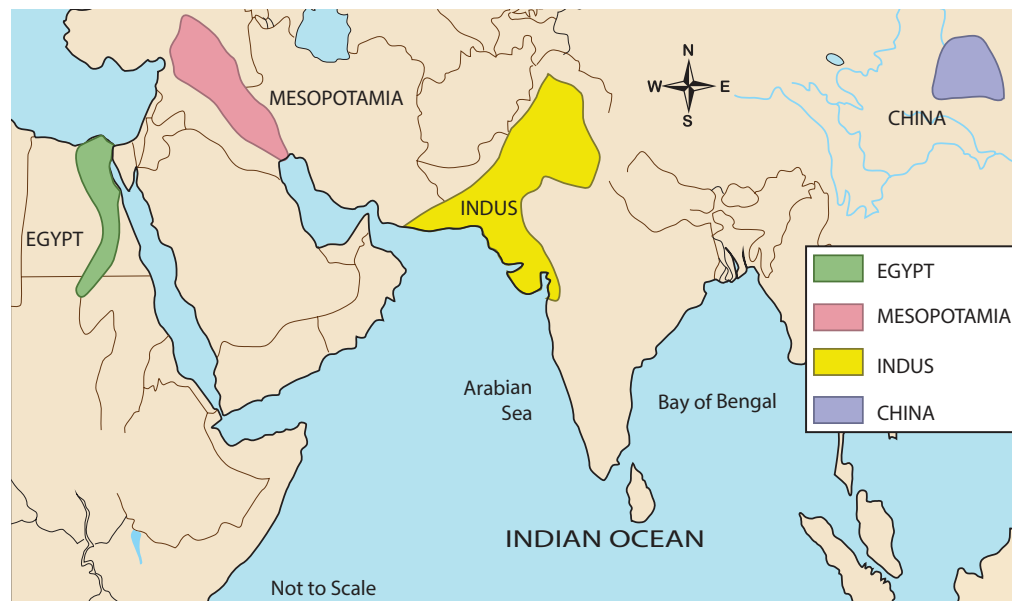 N
W
E
S
MESOPOTAMIA
CHINA
INDUS
EGYPT
EGYPT
MESOPOTAMIA
INDUS
CHINA
Arabian
Sea
Bay of Bengal
INDIAN OCEAN
Not to Scale